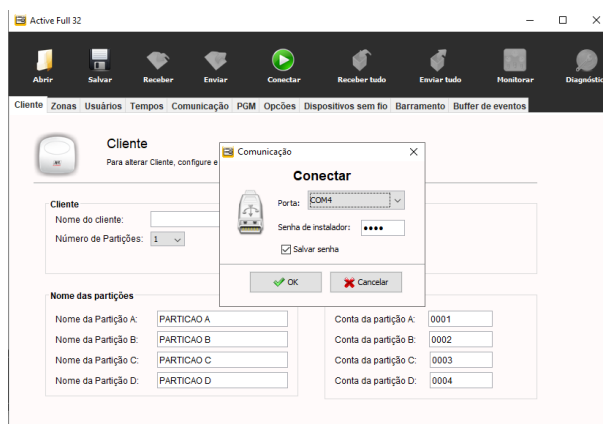 Active Full 32
Abrir Salvar Receber Enviar Conectar Receber tudo Enviar tudo Monitorar Diagnóstic
Cliente Zonas Usuários Tempos Comunicação PGM Opcões Dispositivos sem fio Barramento Buffer de eventos
Cliente
Para alterar Cliente, configure e
Comunicação
Conectar
Porta: COM4
Senha de instalador:
Salvar senha
OK Cancelar
Cliente
Nome do cliente:
Número de Partições: 1
Nome das partições
Nome da Partição A: PARTICAO A Conta da partição A: 0001
Nome da Partição B: PARTICAO B Conta da partição B: 0002
Nome da Partição C: PARTICAO C Conta da partição C: 0003
Nome da Partição D: PARTICAO D Conta da partição D: 0004